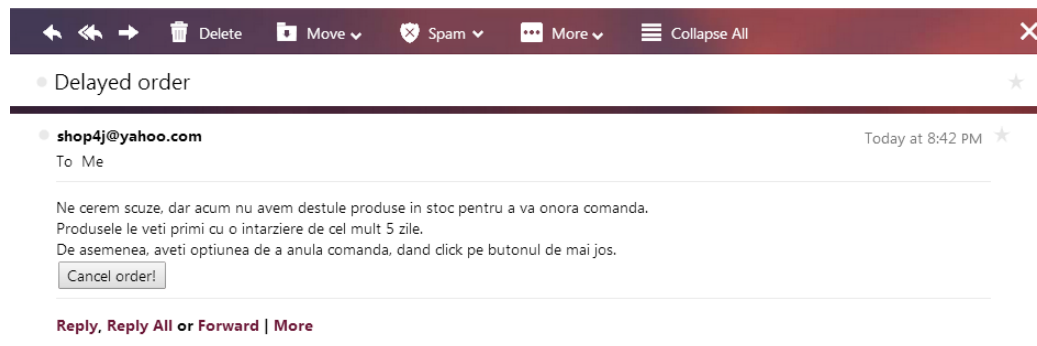 Delete Move Spam More Collapse All
Delayed order
shop4j@yahoo.com Today at 8:42 PM
To Me
Ne cerem scuze, dar acum nu avem destule produse in stoc pentru a va onora comanda.
Produsele le veti primi cu o intarziere de cel mult 5 zile.
De asemenea, aveti optiunea de a anula comanda, dand click pe butonul de mai jos.
Cancel order!
Reply, Reply All or Forward | More